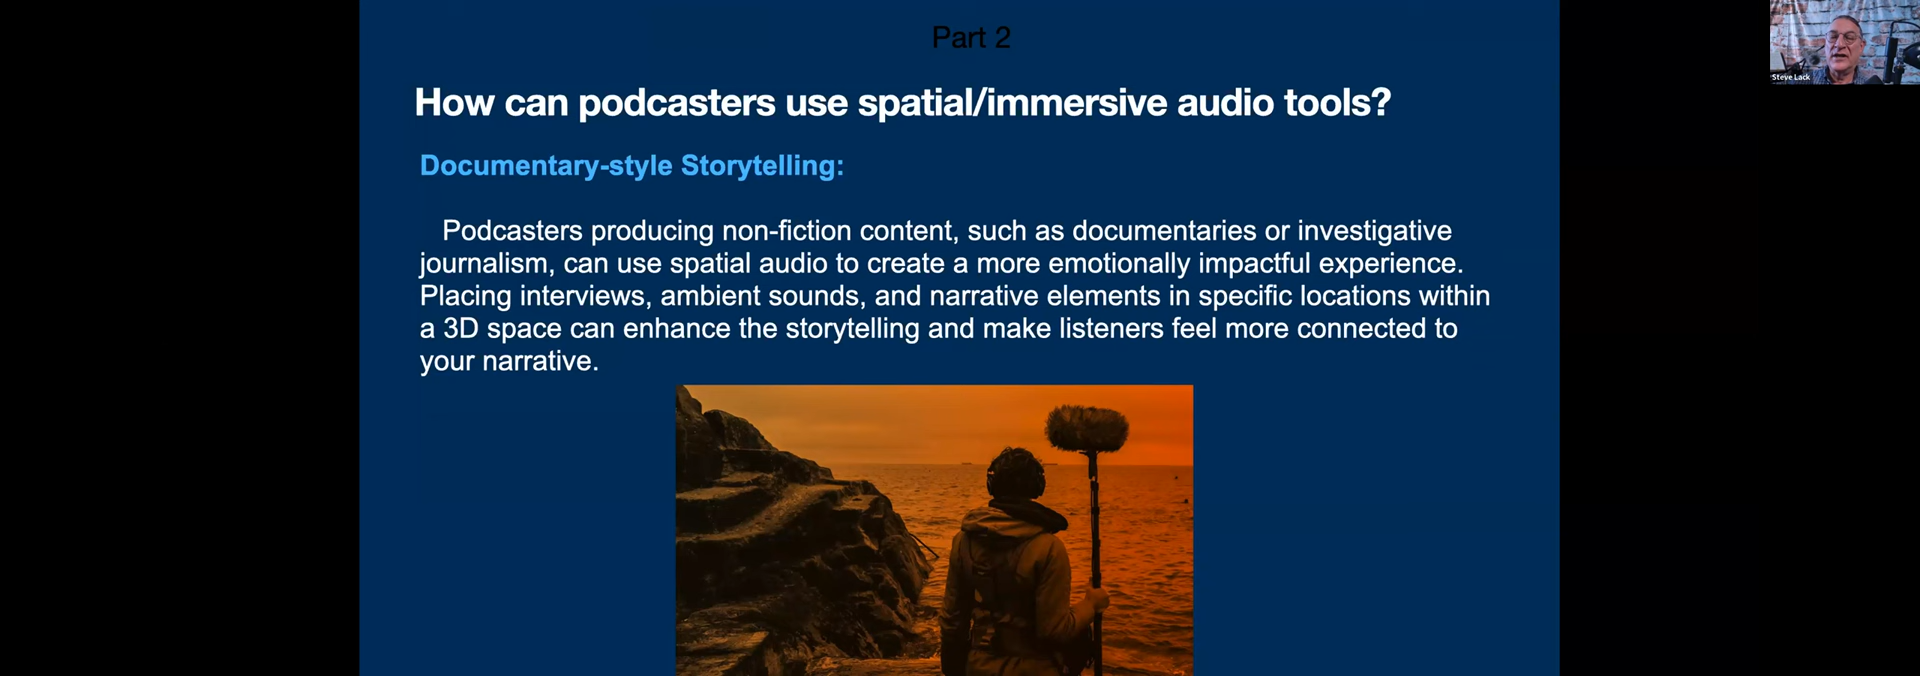 Part 2
Steve Lack
How can podcasters use spatial/immersive audio tools?
Documentary-style Storytelling:
Podcasters producing non-fiction content, such as documentaries or investigative
journalism, can use spatial audio to create a more emotionally impactful experience.
Placing interviews, ambient sounds, and narrative elements in specific locations within
a 3D space can enhance the storytelling and make listeners feel more connected to
your narrative.